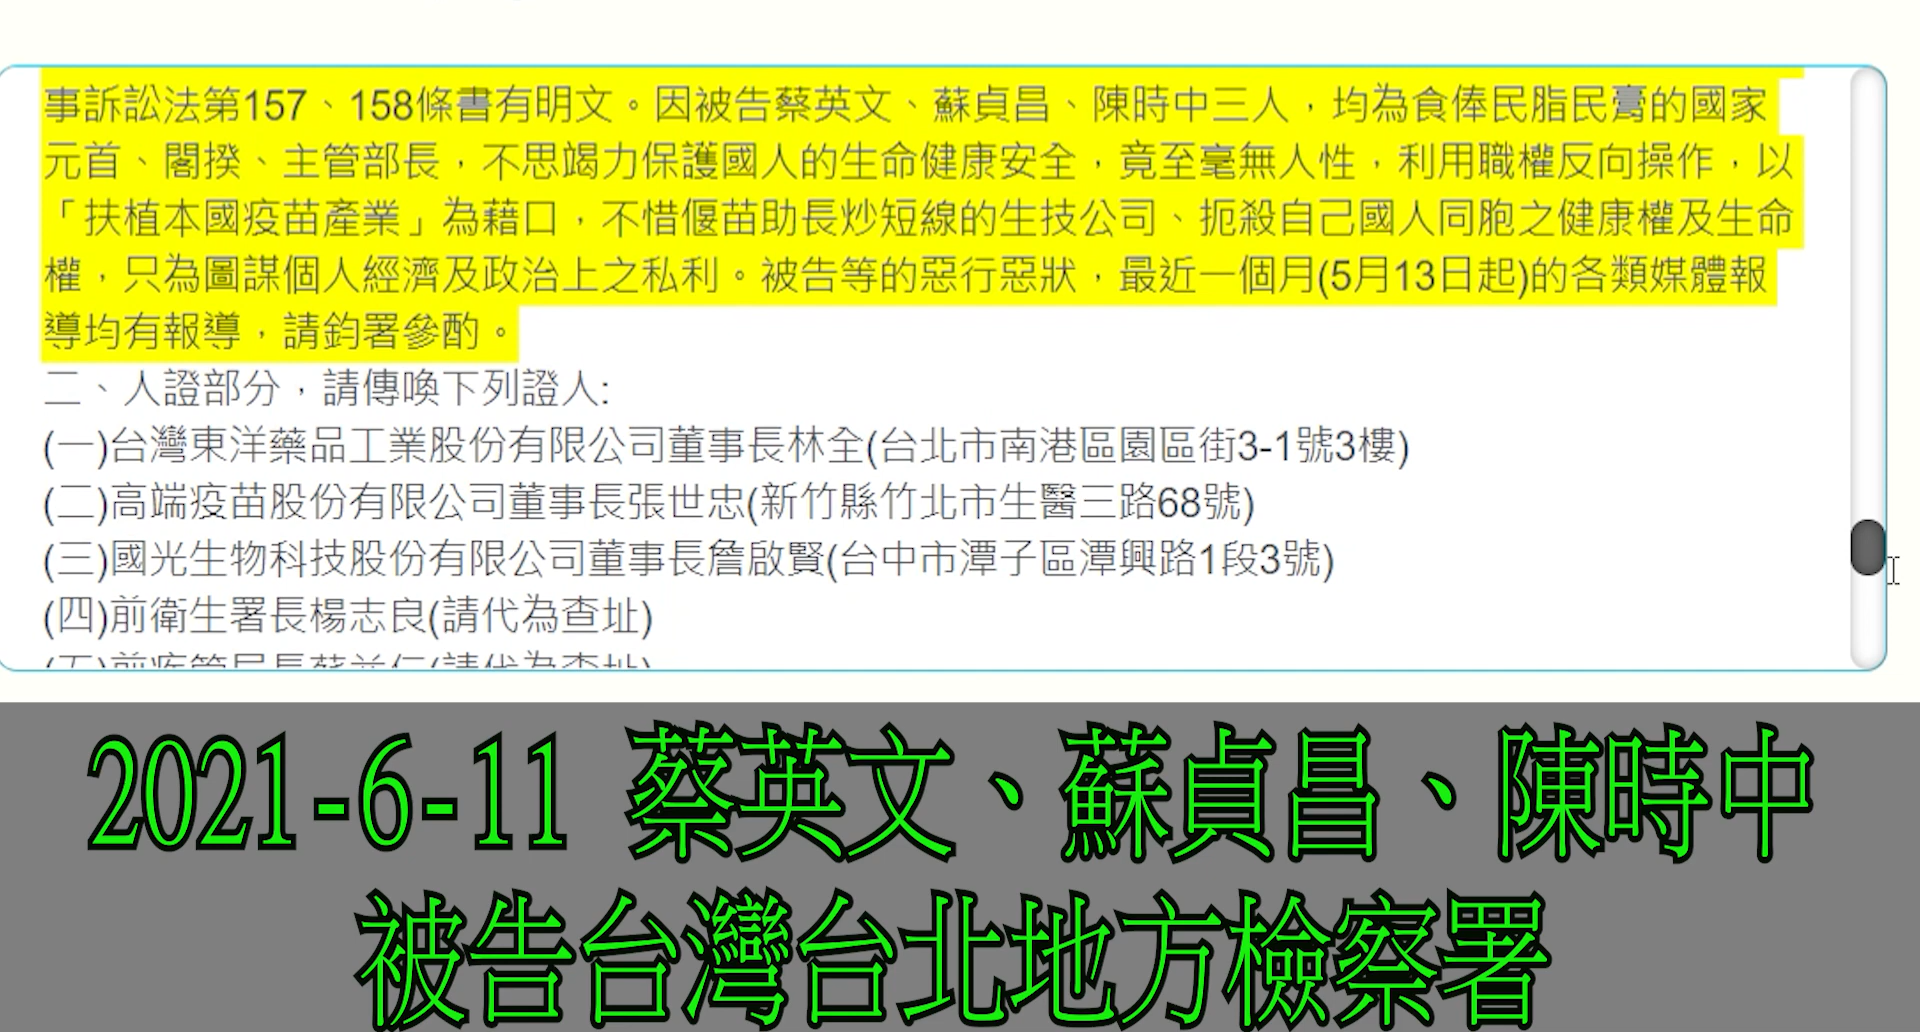 事訴訟法第157、158條書有明文。因被告蔡英文、蘇貞昌、陳時中三人，均為食俸民脂民膏的國家
元首、閣揆、主管部長，不思竭力保護國人的生命健康安全，竟至毫無人性，利用職權反向操作，以
「扶植本國疫苗產業」為藉口，不惜偃苗助長炒短線的生技公司、扼殺自己國人同胞之健康權及生命
權，只為圖謀個人經濟及政治上之私利。被告等的惡行惡狀，最近一個月(5月13日起)的各類媒體報
導均有報導，請鈞署參酌。
二、人證部分，請傳喚下列證人:
(一)台灣東洋藥品工業股份有限公司董事長林全(台北市南港區園區街3-1號3樓)
(二)高端疫苗股份有限公司董事長張世忠(新竹縣竹北市生醫三路68號)
(三)國光生物科技股份有限公司董事長詹啟賢(台中市潭子區潭興路1段3號)
(四)前衛生署長楊志良(請代為查址)
2021-6-11 蔡英文、蘇貞昌、陳時中
被告台灣台北地方檢察署